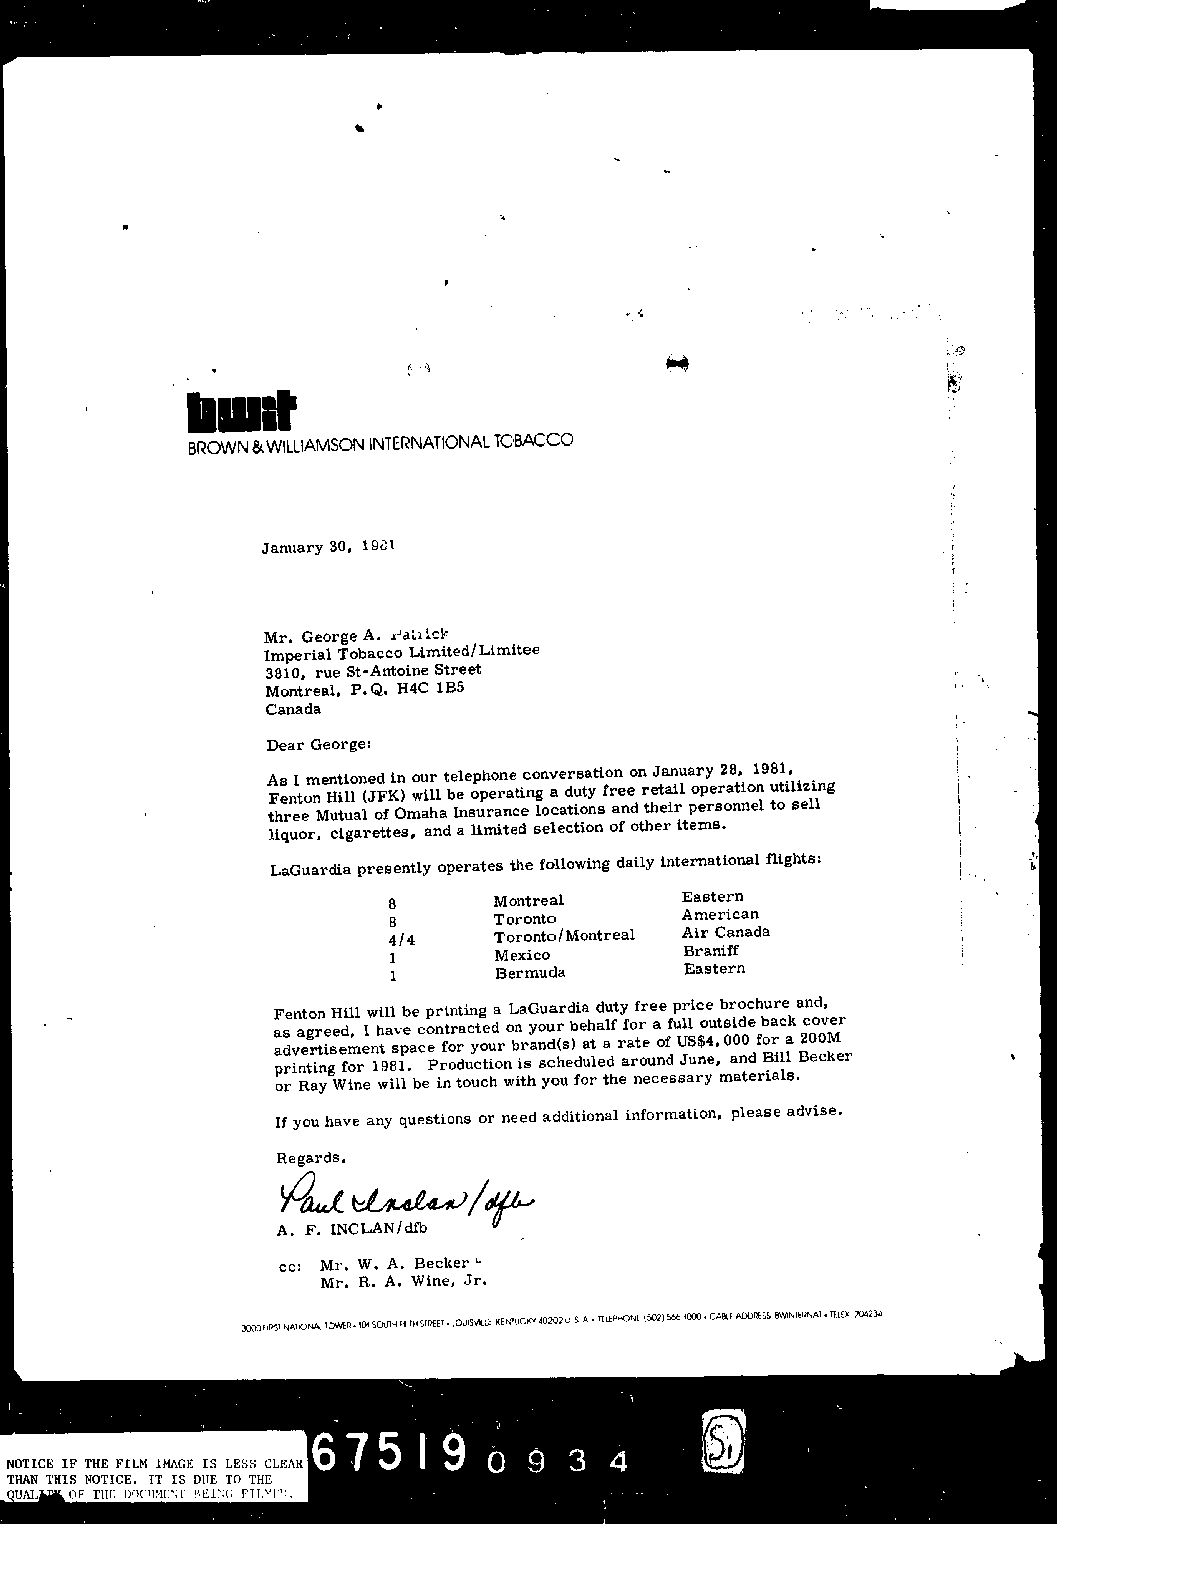 bwit
BROWN & WILLIAMSON INTERNATIONAL TOBACCO
January 30, 1981
Mr. George A.
Imperial Tobacco Limited/Limitee
3810, rue St-Antoine Street
Montreal, P.Q. H4C 1B5
Canada
Dear George:
As I mentioned in our telephone conversation on January 28, 1981,
Fenton Hill (JFK) will be operating a duty free retail operation utilizing
three Mutual of Omaha Insurance locations and their personnel to sell
liquor, cigarettes, and a limited selection of other items.
LaGuardia presently operates the following daily international flights:
8 Montreal Eastern
8 Toronto American
4/4 Toronto/Montreal Air Canada
1 Mexico Braniff
1 Bermuda Eastern
Fenton Hill will be printing a LaGuardia duty free price brochure and,
as agreed, I have contracted on your behalf for a full outside back cover
advertisement space for your brand(s) at a rate of US$4,000 for a 200M
printing for 1981. Production is scheduled around June, and Bill Becker
or Ray Wine will be in touch with you for the necessary materials.
If you have any questions or need additional information, please advise.
Regards,
Paul Inclan/dfb
A. F. INCLAN/dfb
cc: Mr. W. A. Becker
Mr. R. A. Wine, Jr.
3000 FIRST NATIONAL TOWER • 101 SOUTH FIFTH STREET • LOUISVILLE KENTUCKY 40202 U.S.A • TELEPHONE (502) 566 1000 • CABLE ADDRESS BWINTERNAT • TELEX 204234
67519 0934
NOTICE IF THE FILM IMAGE IS LESS CLEAR
THAN THIS NOTICE, IT IS DUE TO THE
QUALITY OF THE DOCUMENT BEING FILMED.